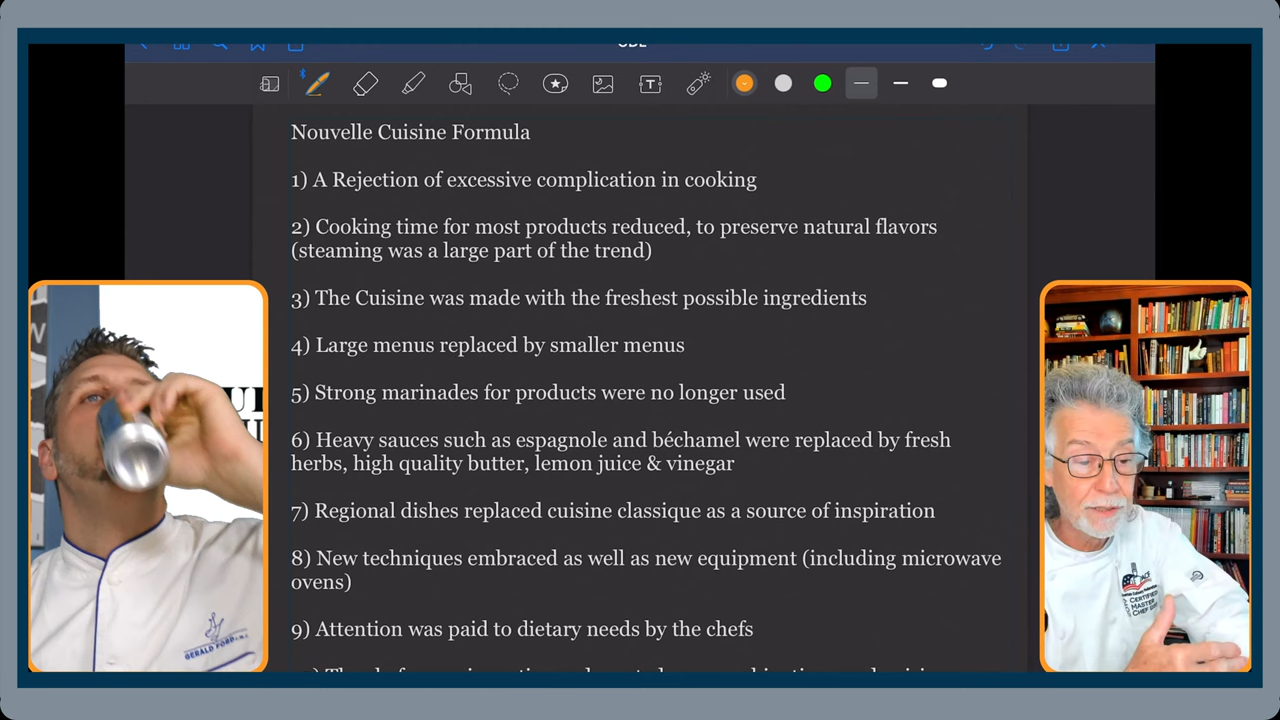 Nouvelle Cuisine Formula
1) A Rejection of excessive complication in cooking
2) Cooking time for most products reduced, to preserve natural flavors
(steaming was a large part of the trend)
3) The Cuisine was made with the freshest possible ingredients
4) Large menus replaced by smaller menus
5) Strong marinades for products were no longer used
6) Heavy sauces such as espagnole and béchamel were replaced by fresh
herbs, high quality butter, lemon juice & vinegar
7) Regional dishes replaced cuisine classique as a source of inspiration
8) New techniques embraced as well as new equipment (including microwave
ovens)
9) Attention was paid to dietary needs by the chefs
GERALD FORD
CERTIFIED
MASTER
CHEF